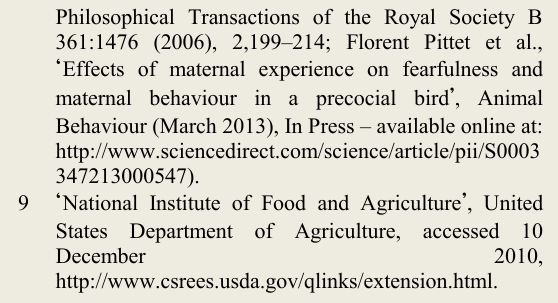 Philosophical Transactions of the Royal Society B
361:1476 (2006), 2,199–214; Florent Pittet et al.,
‘Effects of maternal experience on fearfulness and
maternal behaviour in a precocial bird’, Animal
Behaviour (March 2013), In Press – available online at:
http://www.sciencedirect.com/science/article/pii/S0003
347213000547).
9 ‘National Institute of Food and Agriculture’, United
States Department of Agriculture, accessed 10
December 2010,
http://www.csrees.usda.gov/qlinks/extension.html.